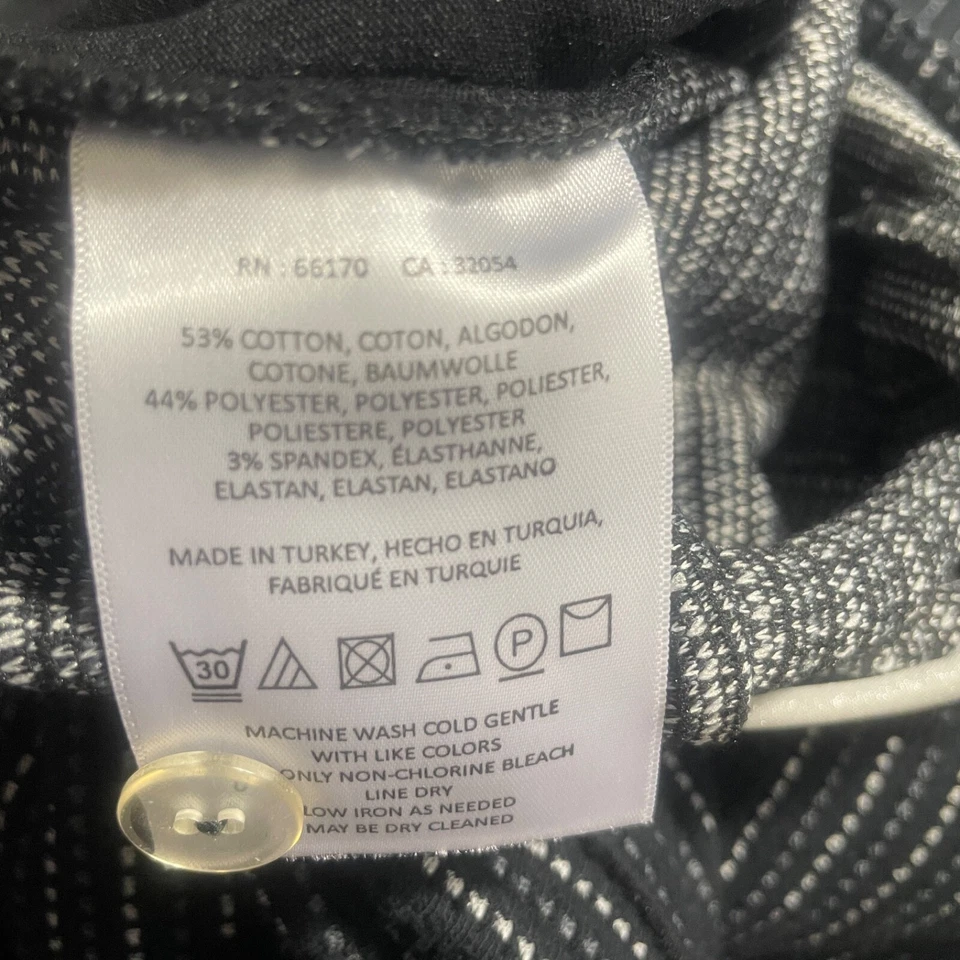 RN : 66170 CA : 32054
53% COTTON, COTON, ALGODON,
COTONE, BAUMWOLLE
44% POLYESTER, POLYESTER, POLIESTER,
POLIESTERE, POLYESTER
3% SPANDEX, ÉLASTHANNE,
ELASTAN, ELASTAN, ELASTANO
MADE IN TURKEY, HECHO EN TURQUIA,
FABRIQUÉ EN TURQUIE
30 P
MACHINE WASH COLD GENTLE
WITH LIKE COLORS
ONLY NON-CHLORINE BLEACH
LINE DRY
LOW IRON AS NEEDED
MAY BE DRY CLEANED